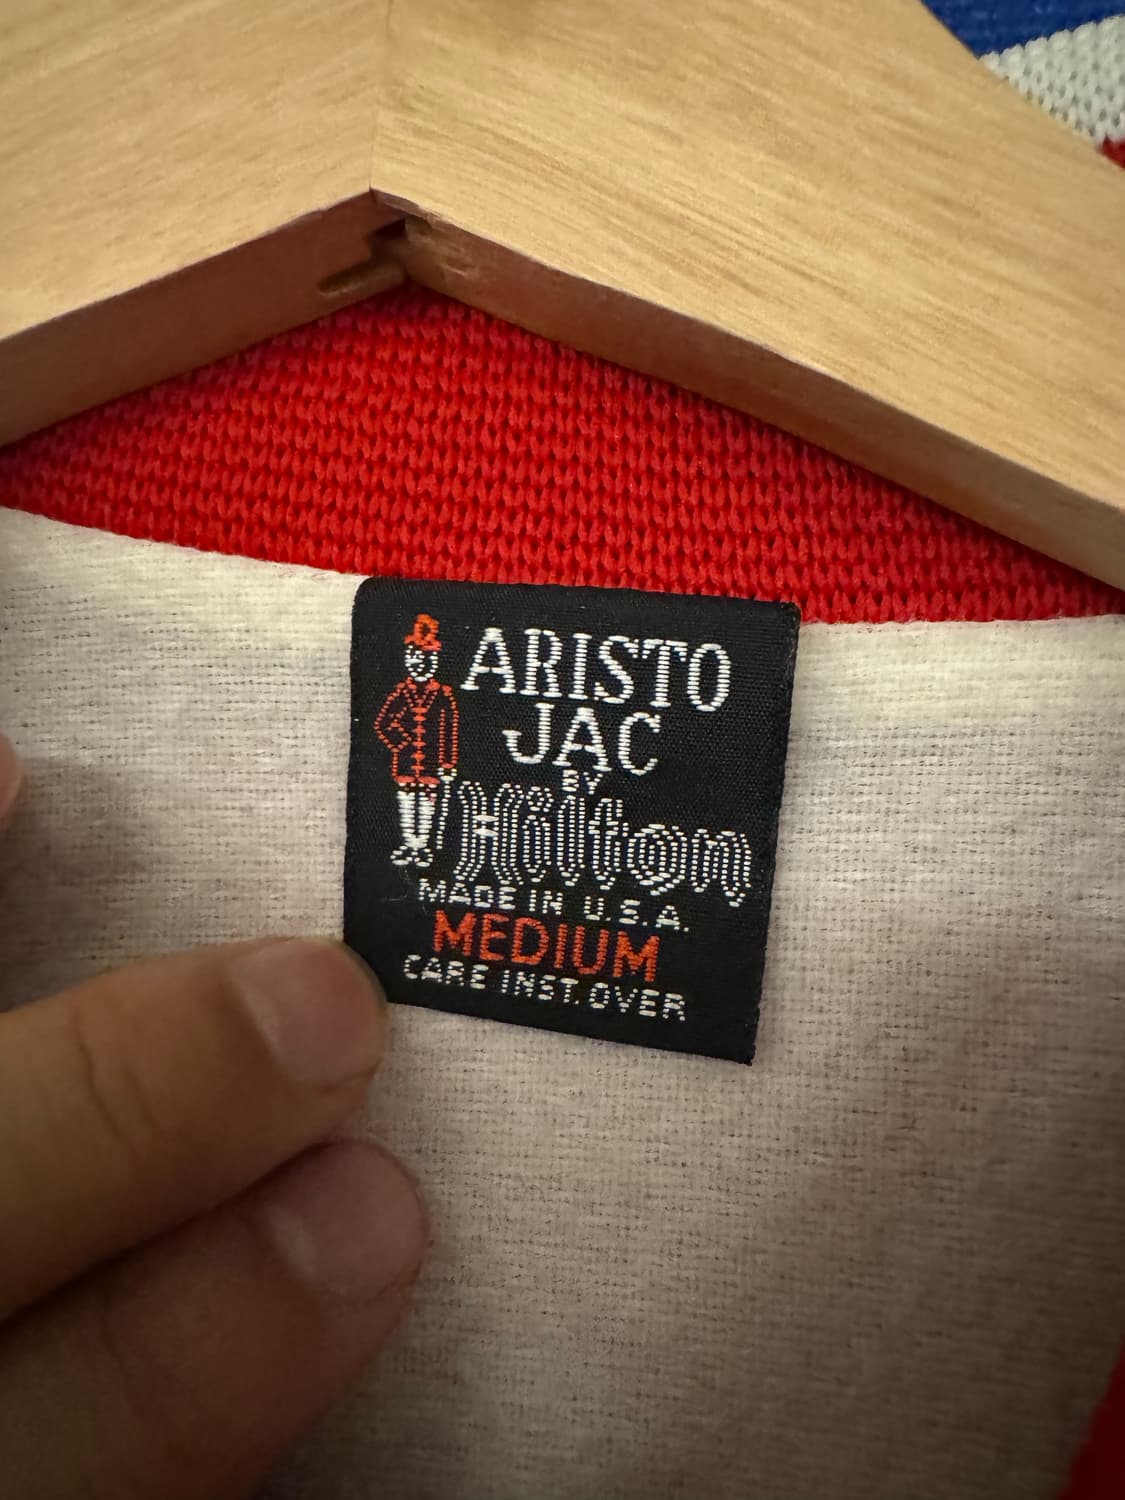 ARISTO
JAC
BY
Hilton
MADE IN U.S.A.
MEDIUM
CARE INST. OVER